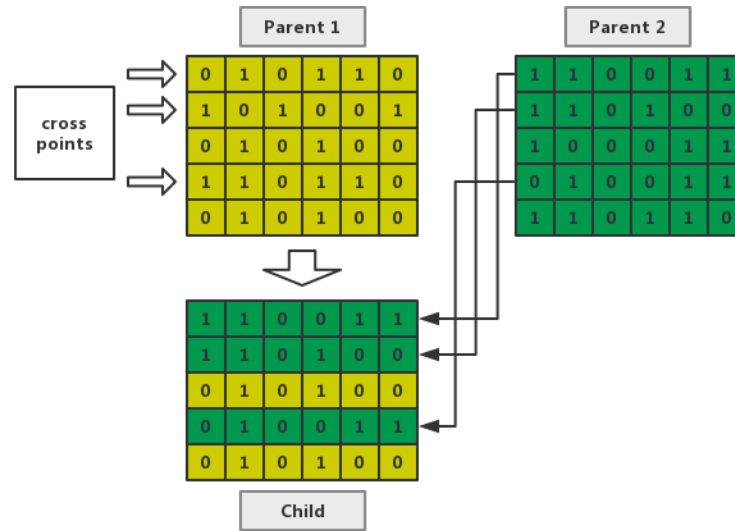 Parent 1
Parent 2
cross
points
0 1 0 1 1 0
1 0 1 0 0 1
0 1 0 1 0 0
1 1 0 1 1 0
0 1 0 1 0 0
1 1 0 0 1 1
1 1 0 1 0 0
1 0 0 0 1 1
0 1 0 0 1 1
1 1 0 1 1 0
1 1 0 0 1 1
1 1 0 1 0 0
0 1 0 1 0 0
0 1 0 0 1 1
0 1 0 1 0 0
Child